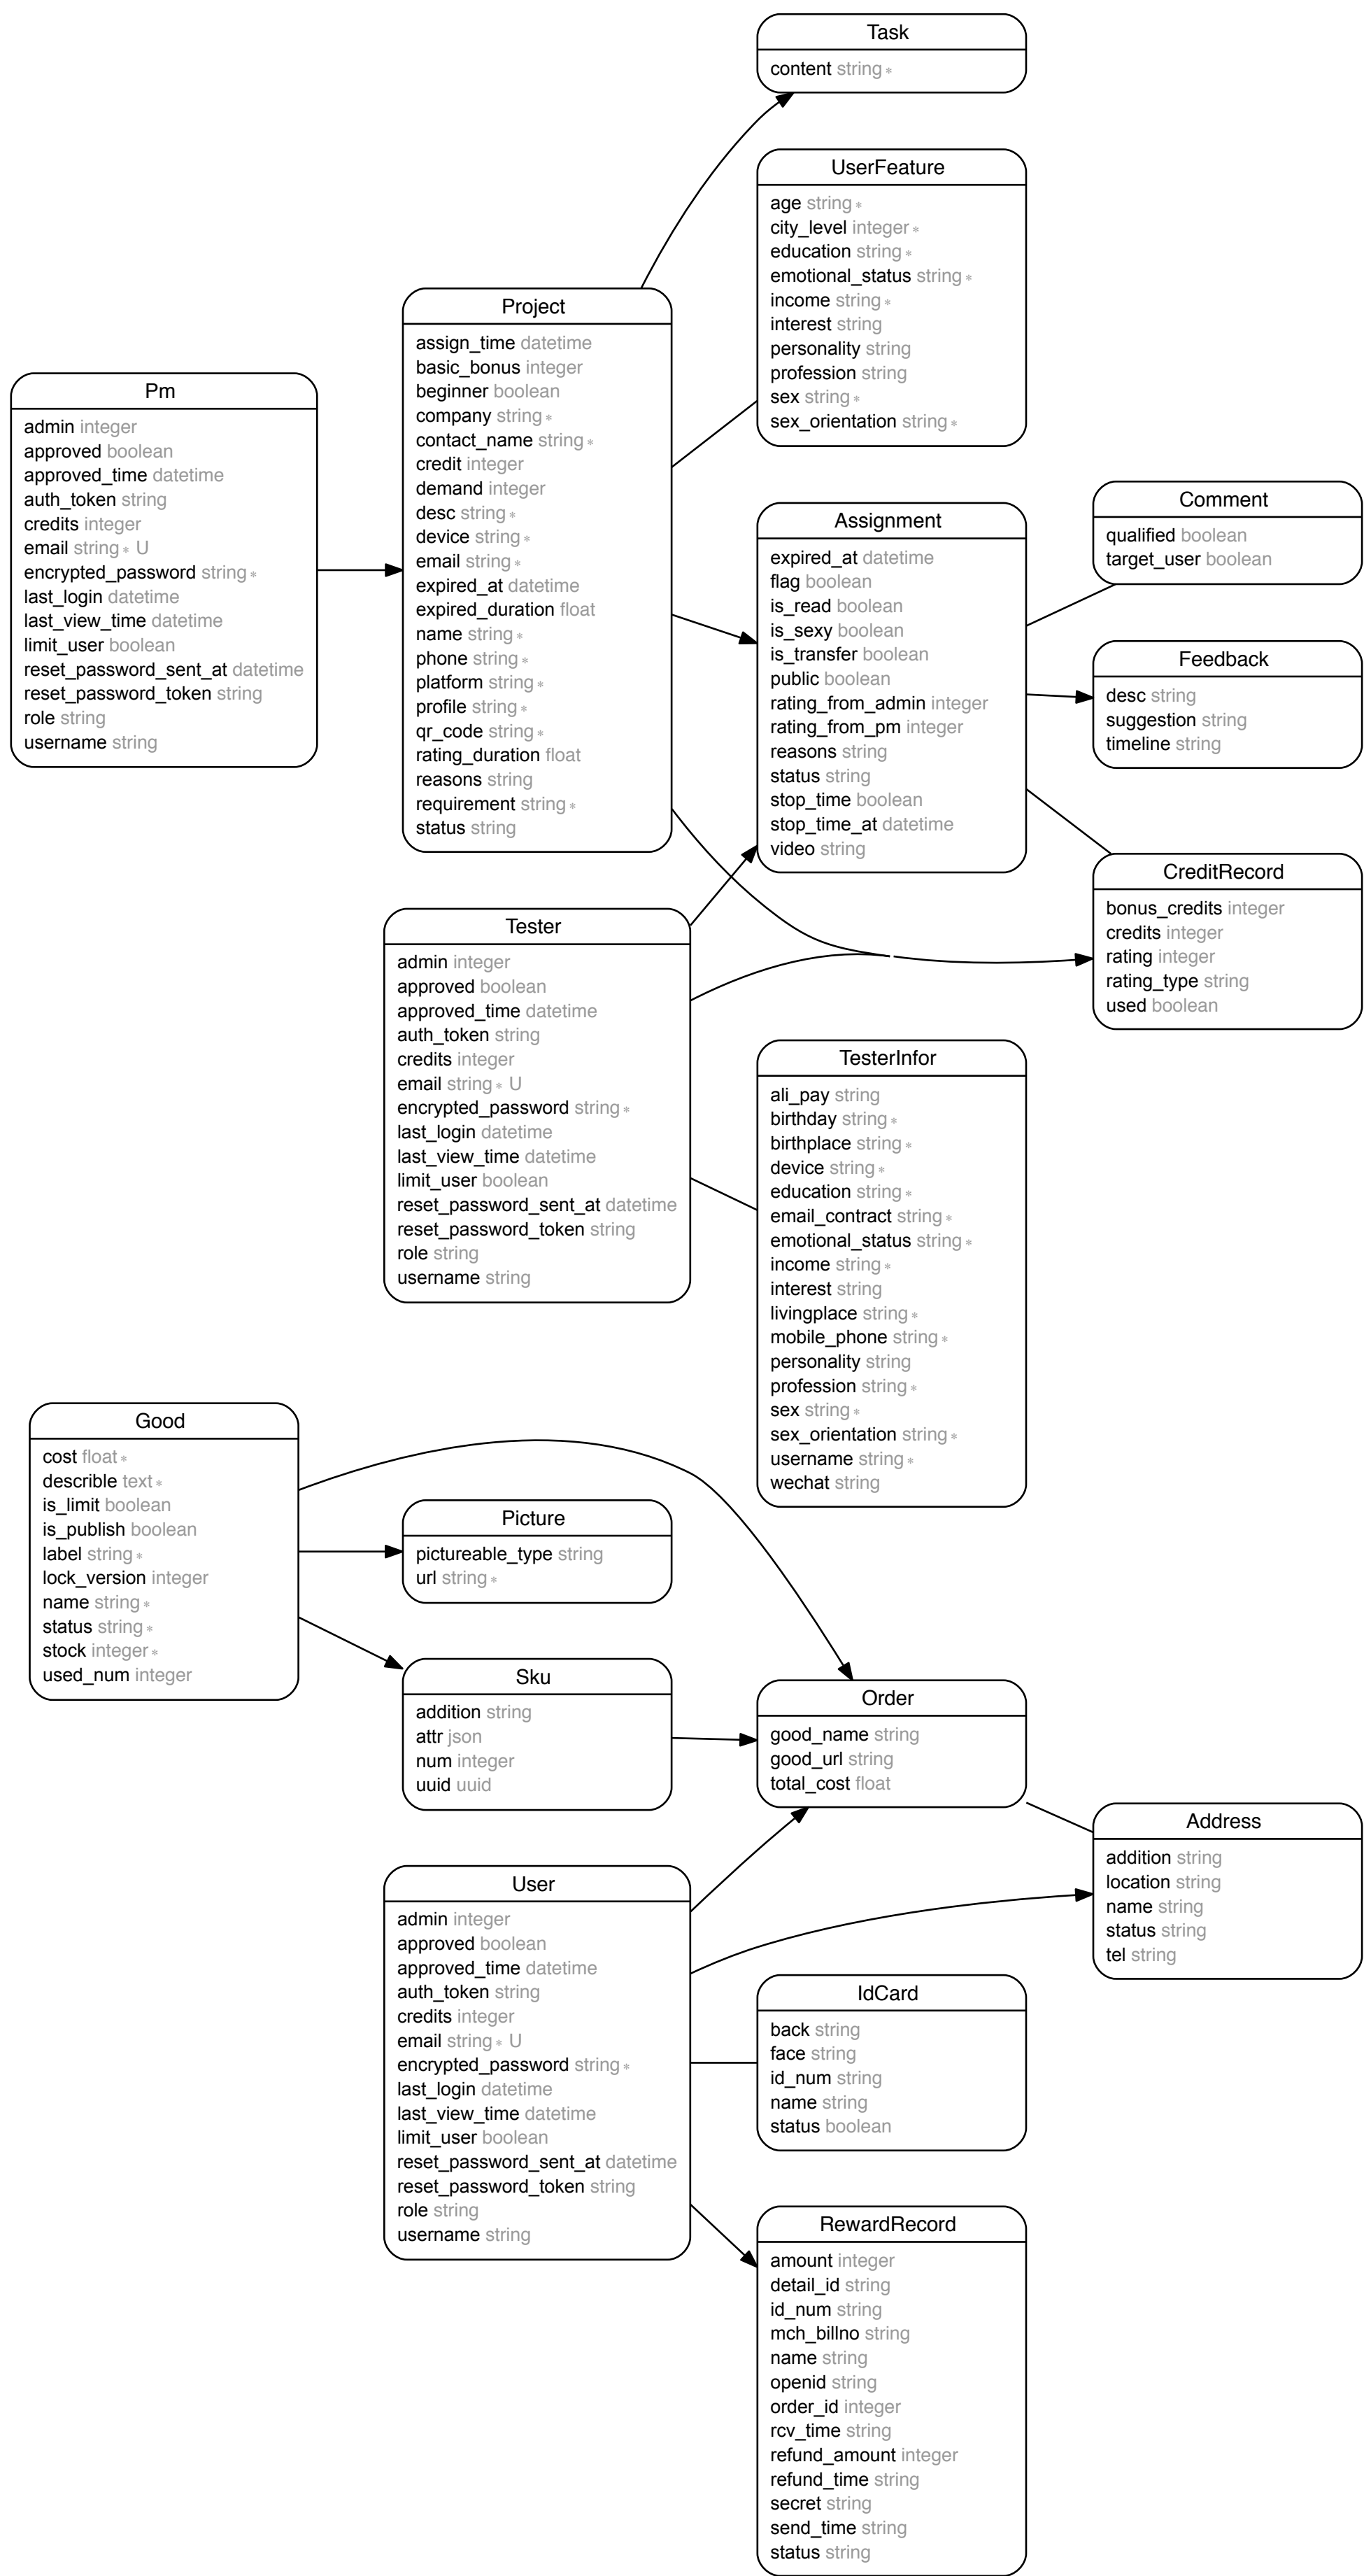 Task
content string∗
UserFeature
age string∗
city_level integer∗
education string∗
emotional_status string∗
income string∗
interest string
personality string
profession string
sex string∗
sex_orientation string∗
Project
assign_time datetime
basic_bonus integer
beginner boolean
company string∗
contact_name string∗
credit integer
demand integer
desc string∗
device string∗
email string∗
expired_at datetime
expired_duration float
name string∗
phone string∗
platform string∗
profile string∗
qr_code string∗
rating_duration float
reasons string
requirement string∗
status string
Pm
admin integer
approved boolean
approved_time datetime
auth_token string
credits integer
email string∗ U
encrypted_password string∗
last_login datetime
last_view_time datetime
limit_user boolean
reset_password_sent_at datetime
reset_password_token string
role string
username string
Assignment
expired_at datetime
flag boolean
is_read boolean
is_sexy boolean
is_transfer boolean
public boolean
rating_from_admin integer
rating_from_pm integer
reasons string
status string
stop_time boolean
stop_time_at datetime
video string
Comment
qualified boolean
target_user boolean
Feedback
desc string
suggestion string
timeline string
CreditRecord
bonus_credits integer
credits integer
rating integer
rating_type string
used boolean
Tester
admin integer
approved boolean
approved_time datetime
auth_token string
credits integer
email string∗ U
encrypted_password string∗
last_login datetime
last_view_time datetime
limit_user boolean
reset_password_sent_at datetime
reset_password_token string
role string
username string
TesterInfor
ali_pay string
birthday string∗
birthplace string∗
device string∗
education string∗
email_contract string∗
emotional_status string∗
income string∗
interest string
livingplace string∗
mobile_phone string∗
personality string
profession string∗
sex string∗
sex_orientation string∗
username string∗
wechat string
Good
cost float∗
describle text∗
is_limit boolean
is_publish boolean
label string∗
lock_version integer
name string∗
status string∗
stock integer∗
used_num integer
Picture
pictureable_type string
url string∗
Sku
addition string
attr json
num integer
uuid uuid
Order
good_name string
good_url string
total_cost float
Address
addition string
location string
name string
status string
tel string
User
admin integer
approved boolean
approved_time datetime
auth_token string
credits integer
email string∗ U
encrypted_password string∗
last_login datetime
last_view_time datetime
limit_user boolean
reset_password_sent_at datetime
reset_password_token string
role string
username string
IdCard
back string
face string
id_num string
name string
status boolean
RewardRecord
amount integer
detail_id string
id_num string
mch_billno string
name string
openid string
order_id integer
rcv_time string
refund_amount integer
refund_time string
secret string
send_time string
status string